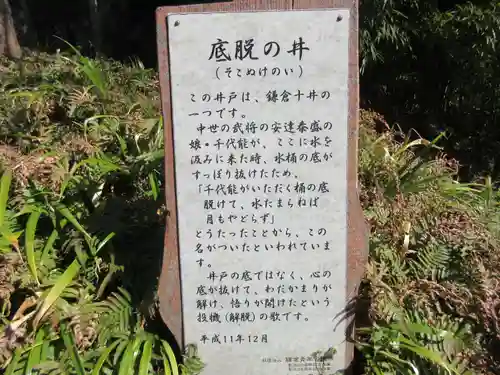 底脱の井
(そこぬけのい)
この井戸は、鎌倉十井の
一つです。
中世の武将の安達泰盛の
娘・千代能が、ここに水を
汲みに来た時、水桶の底が
すっぽり抜けたため、
「千代能がいただく桶の底
脱けて、水たまらねば
月もやどらず」
とうたったことから、この
名がついたといわれていま
す。
井戸の底ではなく、心の
底が抜けて、わだかまりが
解け、悟りが開けたという
投機(解脱)の歌です。
平成11年12月